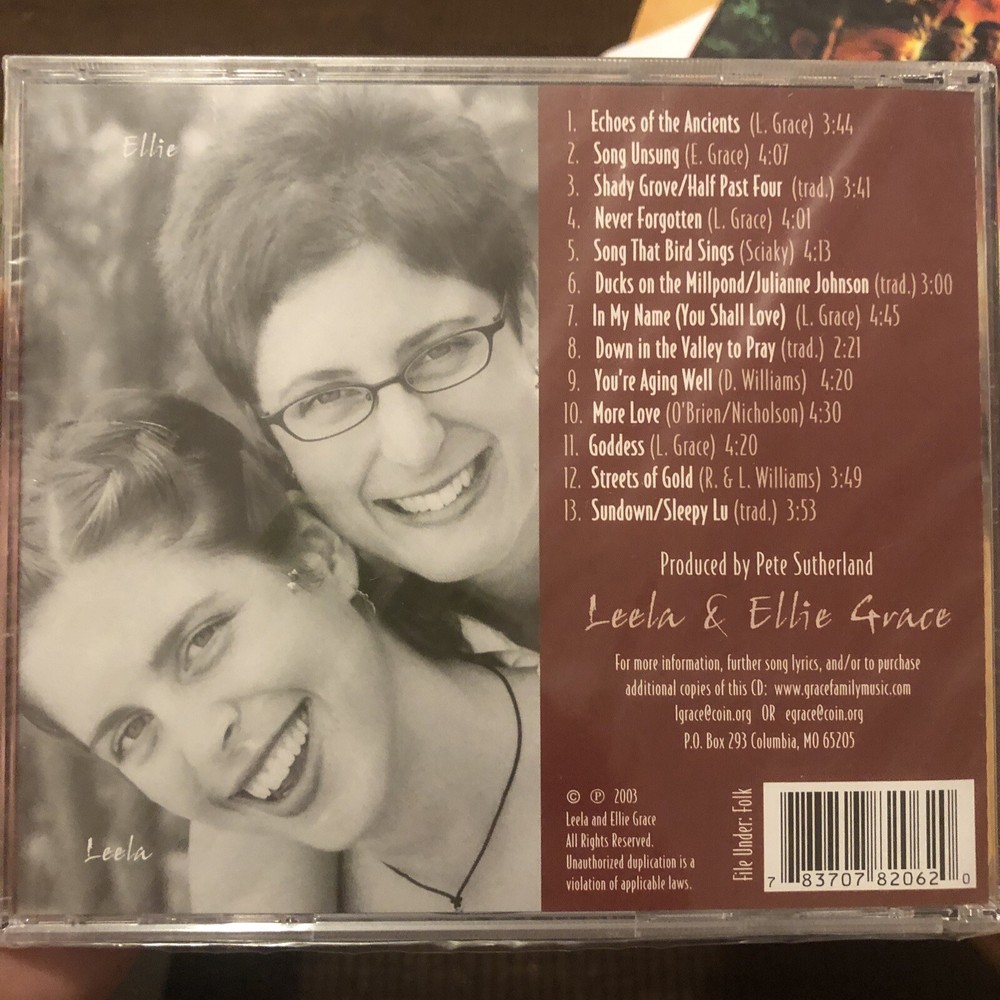 Ellie
Leela
1. Echoes of the Ancients (L. Grace) 3:44
2. Song Unsung (E. Grace) 4:07
3. Shady Grove/Half Past Four (trad.) 3:41
4. Never Forgotten (L. Grace) 4:01
5. Song That Bird Sings (Sciaky) 4:13
6. Ducks on the Millpond/Julianne Johnson (trad.) 3:00
7. In My Name (You Shall Love) (L. Grace) 4:45
8. Down in the Valley to Pray (trad.) 2:21
9. You're Aging Well (D. Williams) 4:20
10. More Love (O'Brien/Nicholson) 4:30
11. Goddess (L. Grace) 4:20
12. Streets of Gold (R. & L. Williams) 3:49
13. Sundown/Sleepy Lu (trad.) 3:53
Produced by Pete Sutherland
Leela & Ellie Grace
For more information, further song lyrics, and/or to purchase
additional copies of this CD: www.gracefamilymusic.com
lgrace@coin.org OR egrace@coin.org
P.O. Box 293 Columbia, MO 65205
© ℗ 2003
Leela and Ellie Grace
All Rights Reserved.
Unauthorized duplication is a
violation of applicable laws.
File Under: Folk
7 83707 82062 0